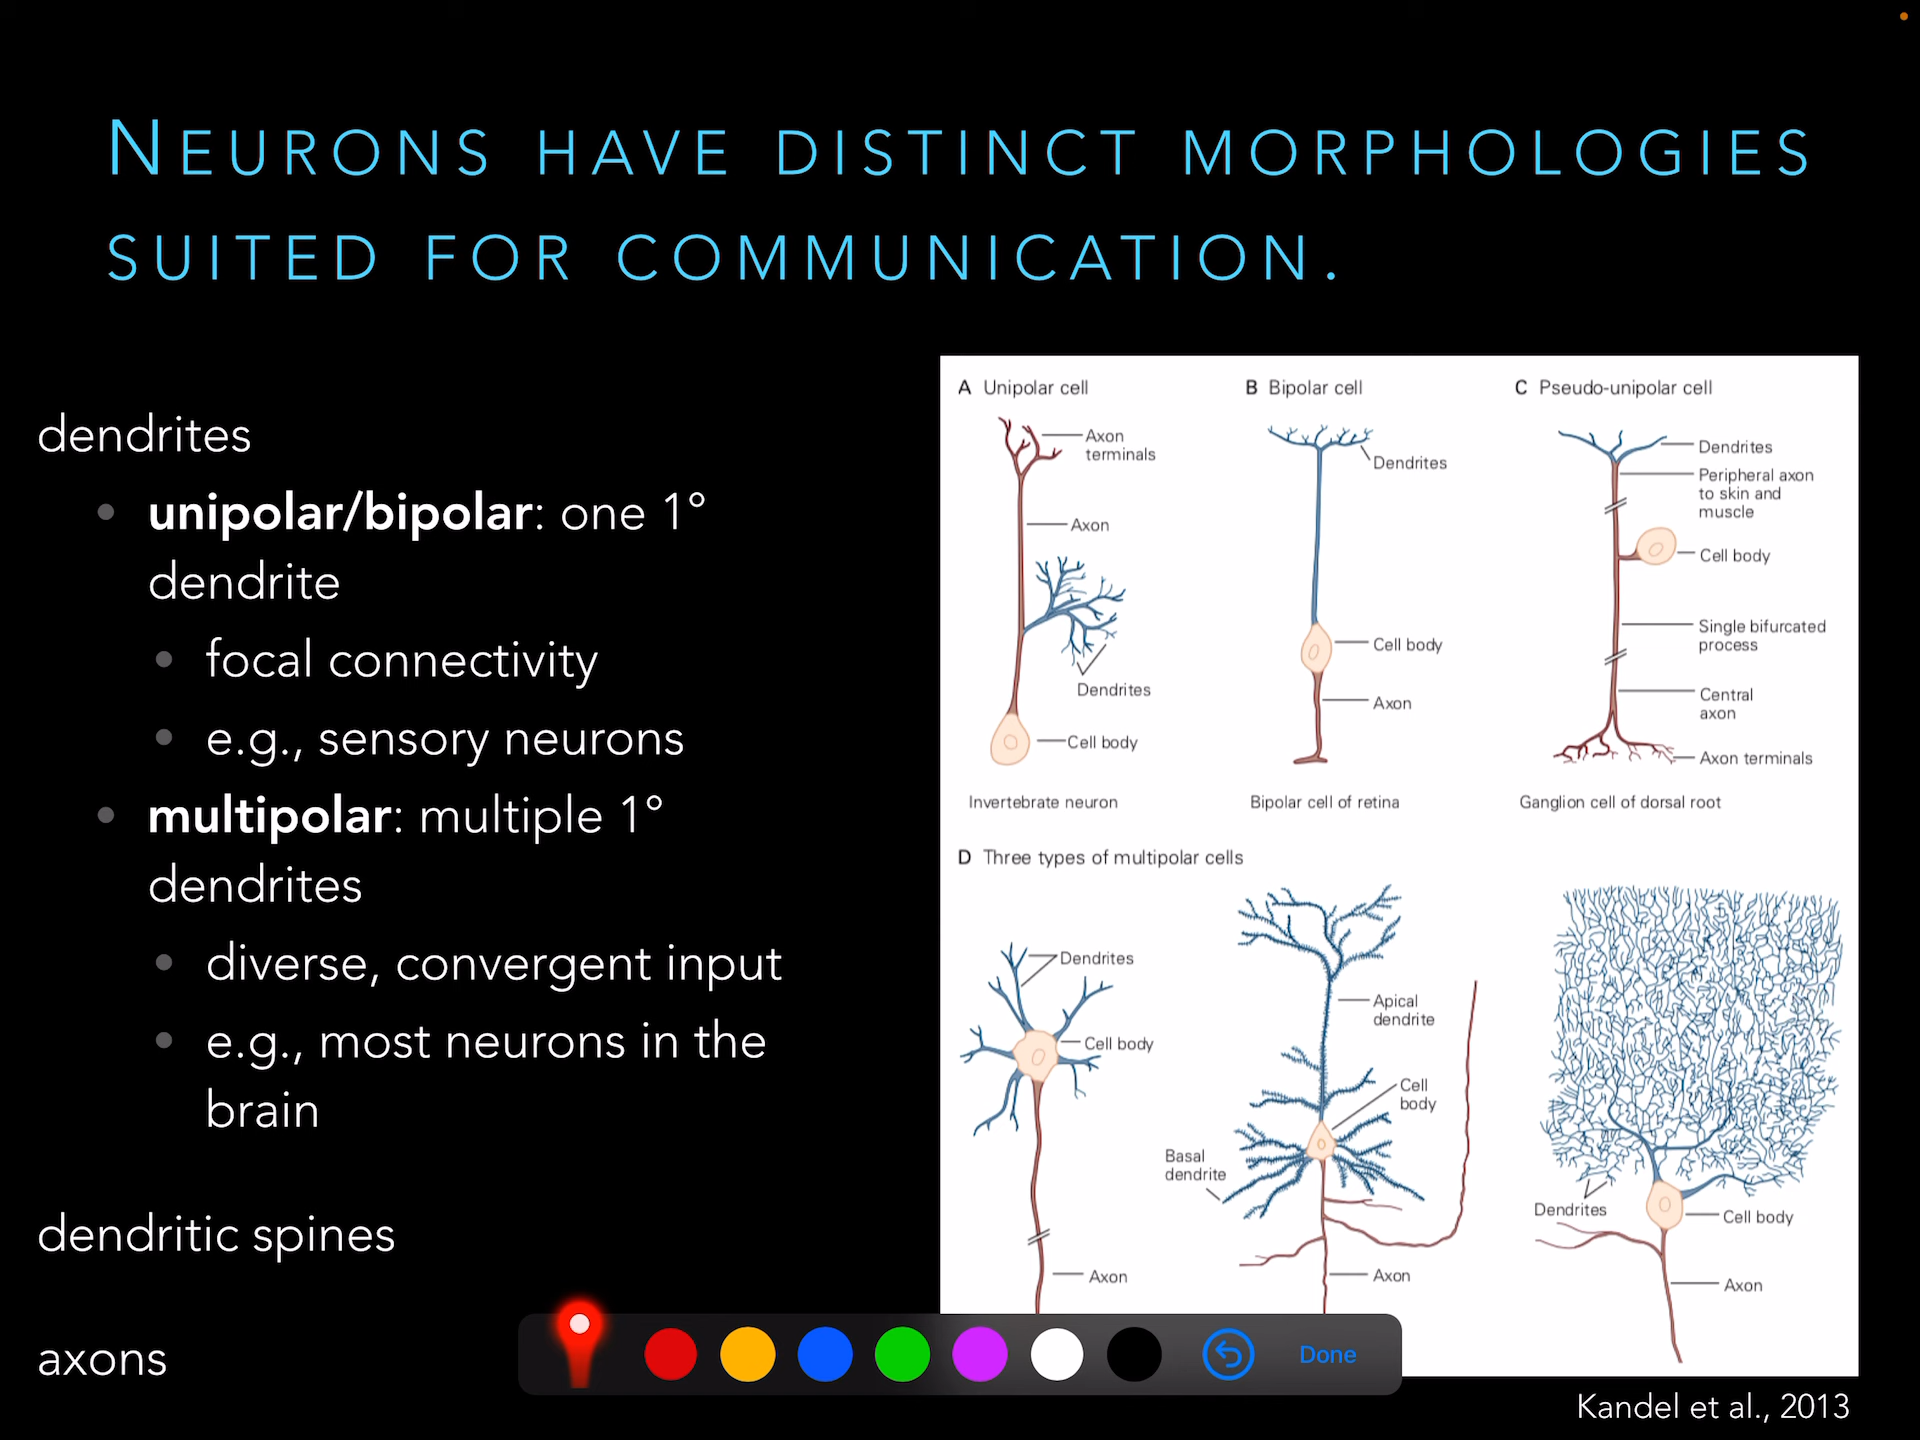 NEURONS HAVE DISTINCT MORPHOLOGIES
SUITED FOR COMMUNICATION.
dendrites
• unipolar/bipolar: one 1°
dendrite
• focal connectivity
• e.g., sensory neurons
• multipolar: multiple 1°
dendrites
• diverse, convergent input
• e.g., most neurons in the
brain
dendritic spines
axons
A Unipolar cell
Axon
terminals
Axon
Dendrites
Cell body
Invertebrate neuron
B Bipolar cell
Dendrites
Cell body
Axon
Bipolar cell of retina
C Pseudo-unipolar cell
Dendrites
Peripheral axon
to skin and
muscle
Cell body
Single bifurcated
process
Central
axon
Axon terminals
Ganglion cell of dorsal root
D Three types of multipolar cells
Dendrites
Cell body
Axon
Apical
dendrite
Cell
body
Basal
dendrite
Axon
Dendrites
Cell body
Axon
Done
Kandel et al., 2013